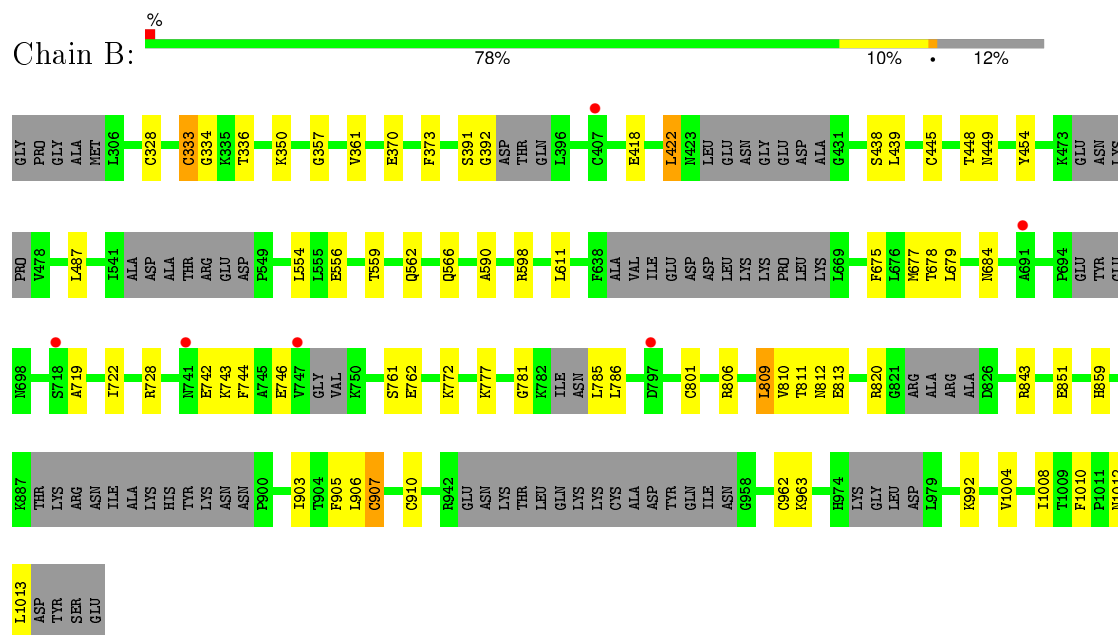 %
Chain B:
78% 10% • 12%
GLY PRO GLY ALA MET L306 C328 C333 G334 K335 T336 K350 G357 V361 E370 F373 S391 G392 ASP THR GLN L396 C407 E418 L422 N423 LEU GLU ASN GLY GLU ASP ALA G431 S438 L439 C445 T448 N449 Y454 K473 GLU ASN LYS
PRO V478 L487 I541 ALA ASP ALA THR ARG GLU ASP P549 L554 L555 E556 T559 Q562 Q566 A590 R598 L611 F638 ALA VAL ILE GLU ASP ASP LEU LYS LYS PRO LEU LYS L669 F675 L676 M677 T678 L679 N684 A691 P694 GLU TYR GLU
N698 S718 A719 I722 R728 N741 E742 K743 F744 A745 E746 V747 GLY VAL K750 S761 E762 K772 K777 G781 K782 ILE ASN L785 L786 D797 C801 R806 L809 V810 T811 N812 E813 R820 G821 ARG ALA ARG ALA D826 R843 E851 H859
K887 THR LYS ARG ASN ILE ALA LYS HIS TYR LYS ASN ASN P900 I903 T904 F905 L906 C907 C910 R942 GLU ASN LYS THR LEU GLN LYS LYS CYS ALA ASP TYR GLN ILE ASN G958 C962 K963 H974 LYS GLY LEU ASP L979 K992 V1004 I1008 T1009 F1010 P1011 N1012
L1013 ASP TYR SER GLU